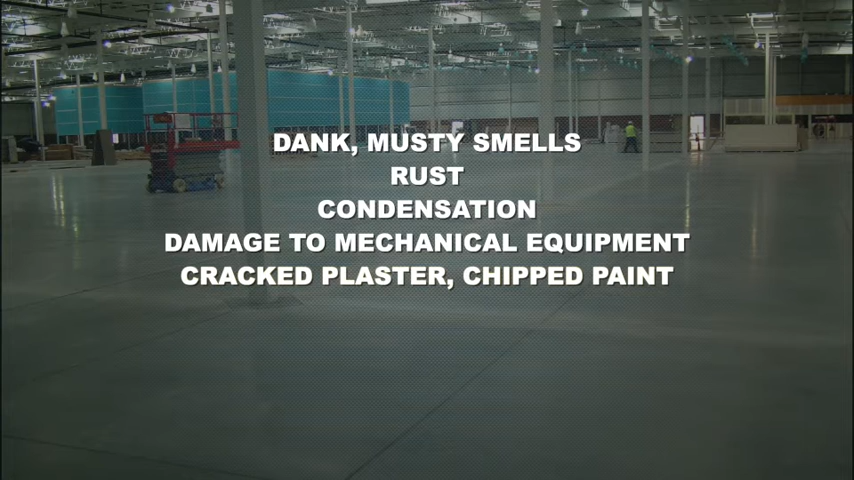 DANK, MUSTY SMELLS
RUST
CONDENSATION
DAMAGE TO MECHANICAL EQUIPMENT
CRACKED PLASTER, CHIPPED PAINT